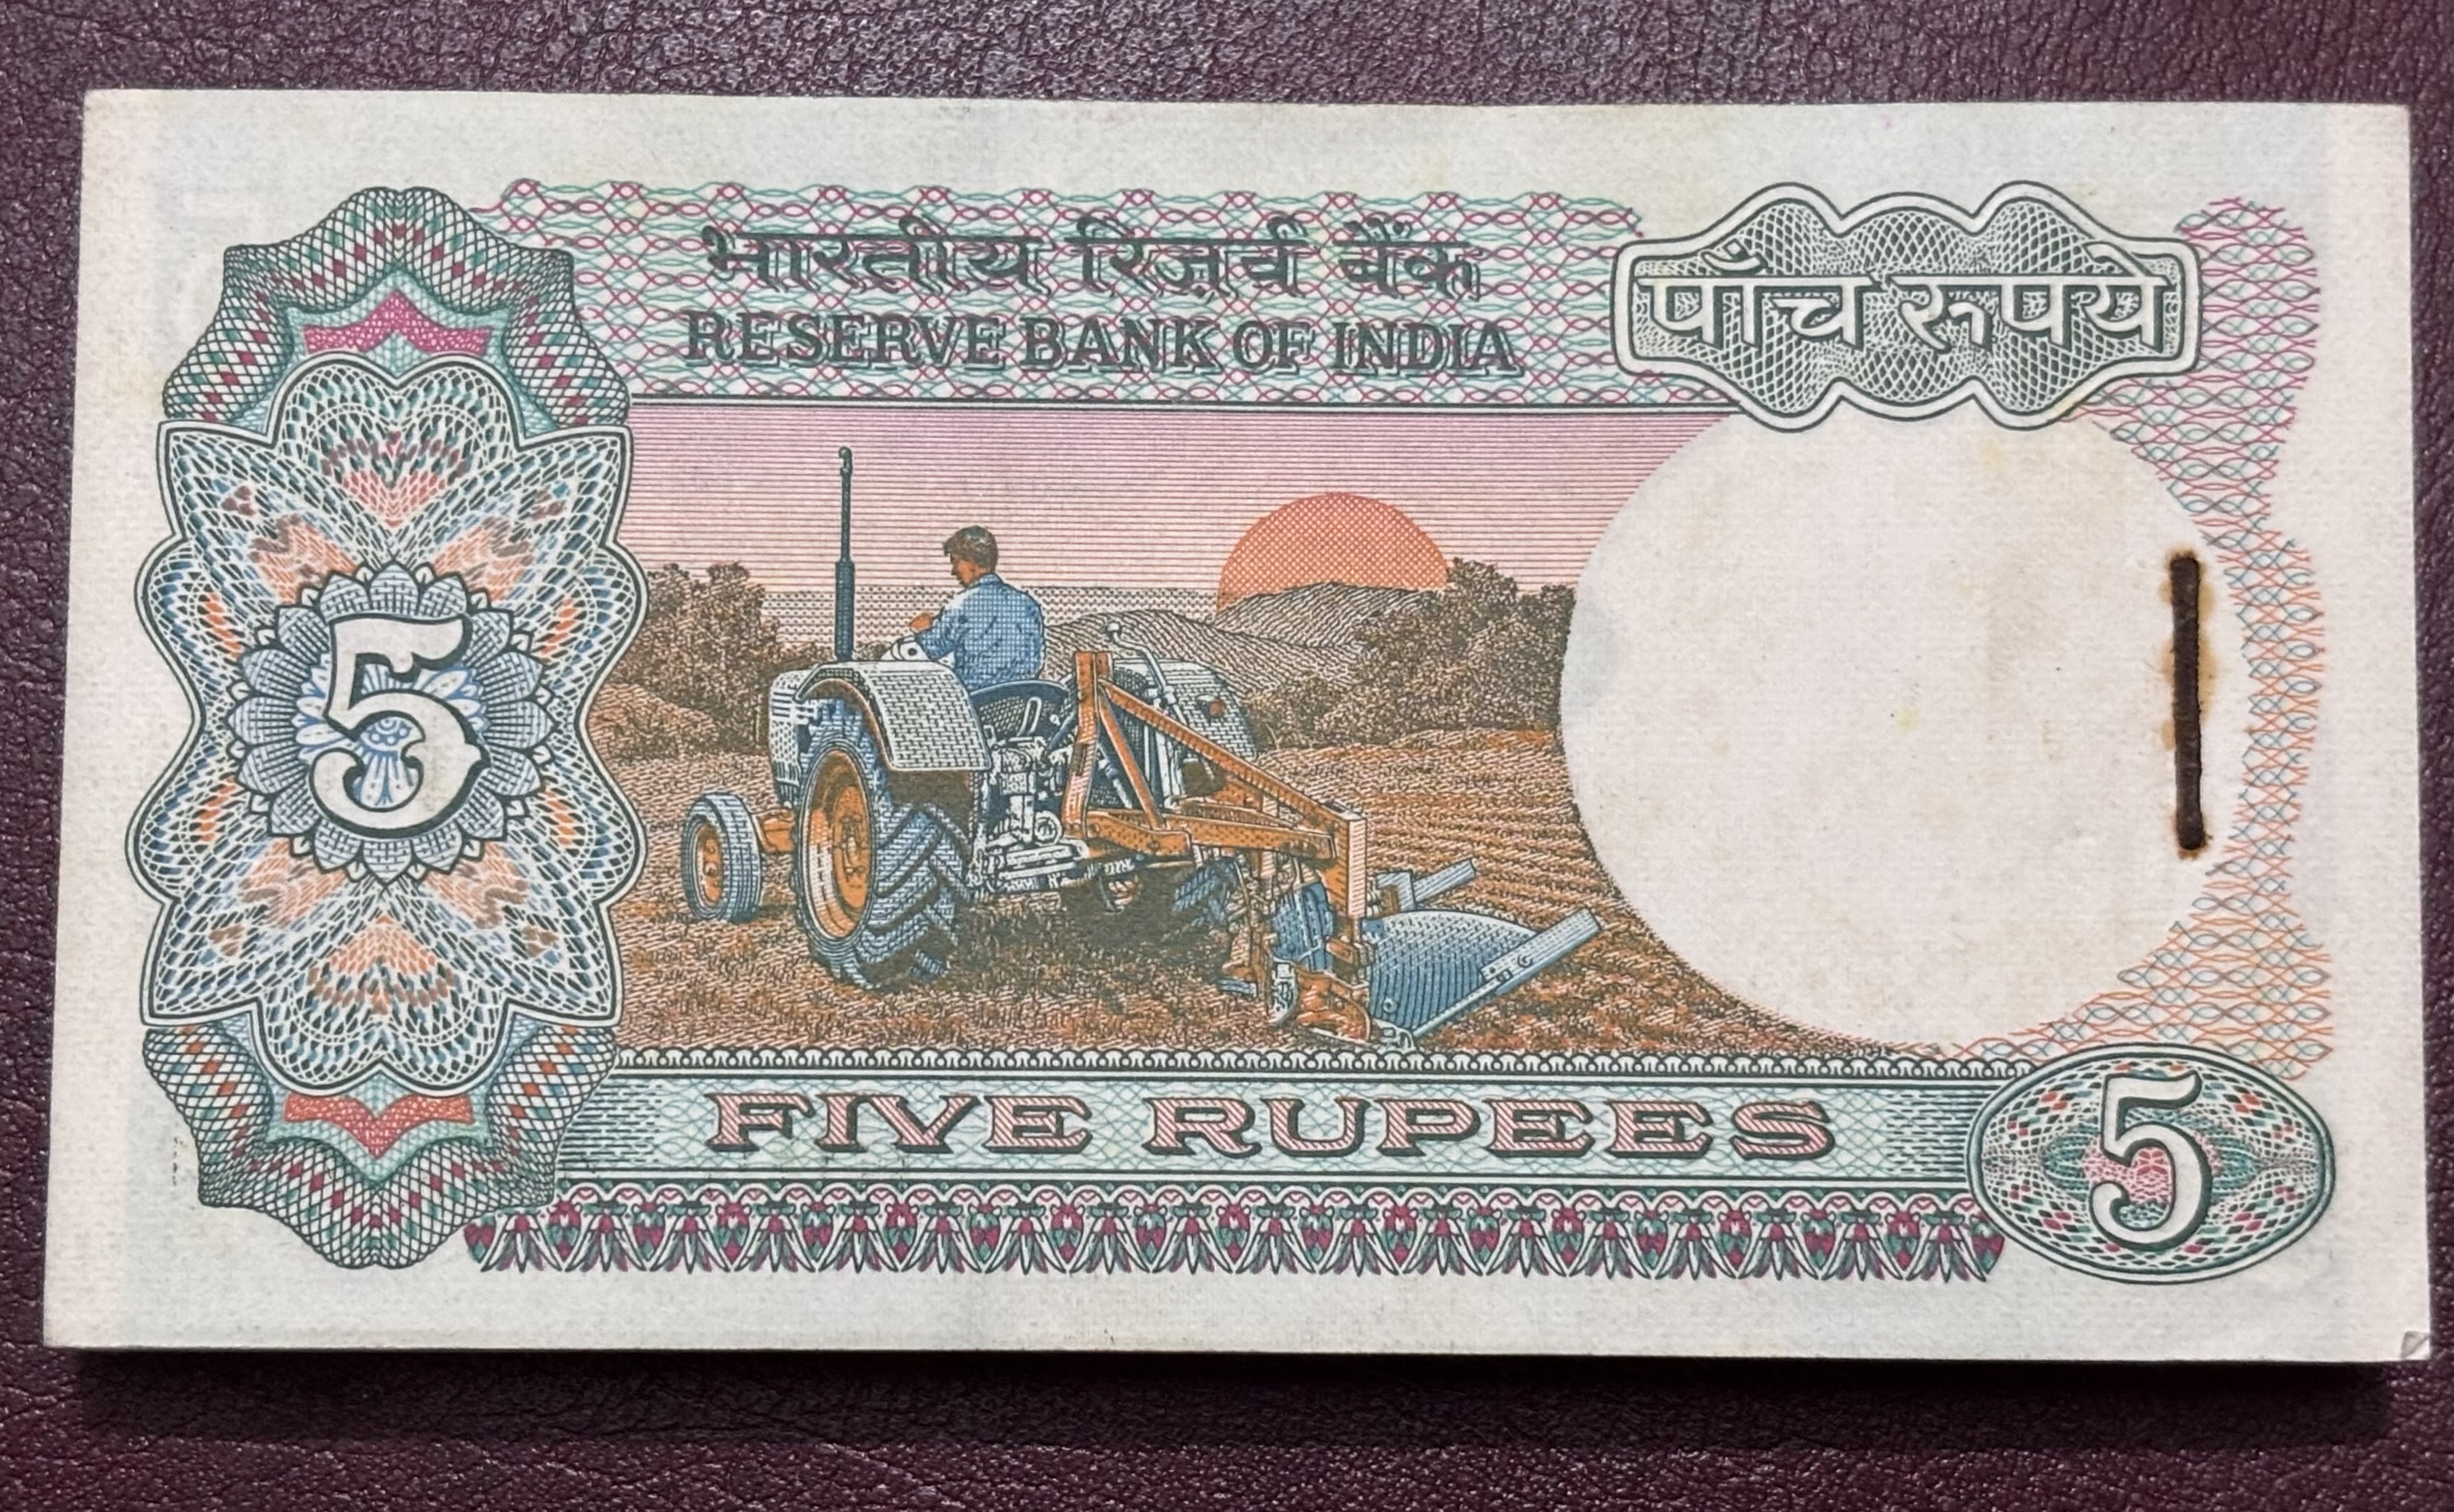 भारतीय रिज़र्व बैंक
RESERVE BANK OF INDIA
पाँच रूपये
5
FIVE RUPEES
5